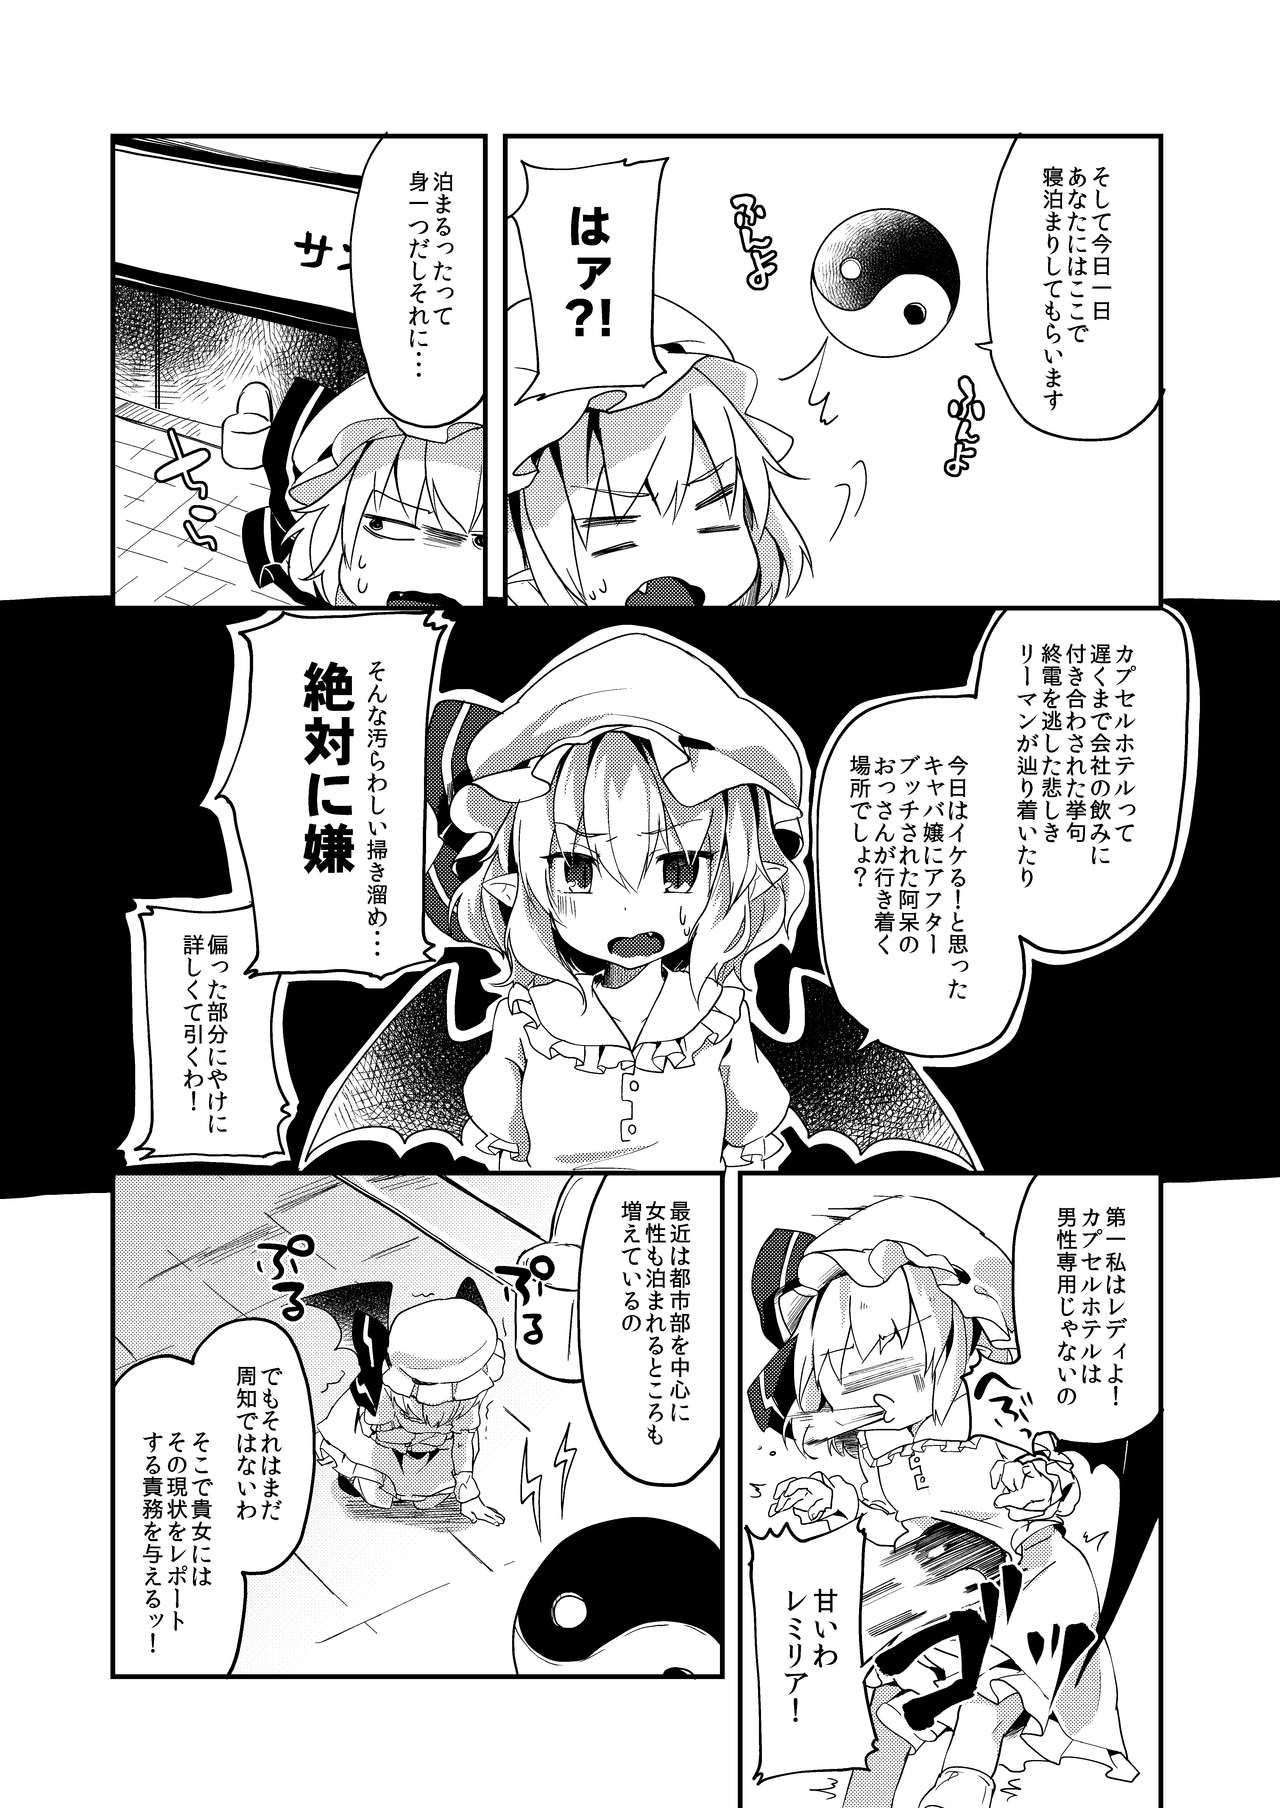 そして今日一日
あなたにはここで
寝泊まりしてもらいます
ふんよ
ふんよ
はァ?!
泊まるったって
身一つだしそれに…
メラ
カプセルホテルって
遅くまで会社の飲みに
付き合わされた挙句
終電を逃した悲しき
リーマンが辿り着いたり
今日はイケる！と思った
キャバ嬢にアフター
ブッチされた阿呆の
おっさんが行き着く
場所でしょ？
そんな汚らわしい掃き溜め…
絶対に嫌
偏った部分にやけに
詳しくて引くわ！
第一私はレディよ！
カプセルホテルは
男性専用じゃないの
甘いわ
レミリア！
最近は都市部を中心に
女性も泊まれるところも
増えているの
ぷる
ぷる
でもそれはまだ
周知ではないわ
そこで貴女には
その現状をレポート
する責務を与えるッ！